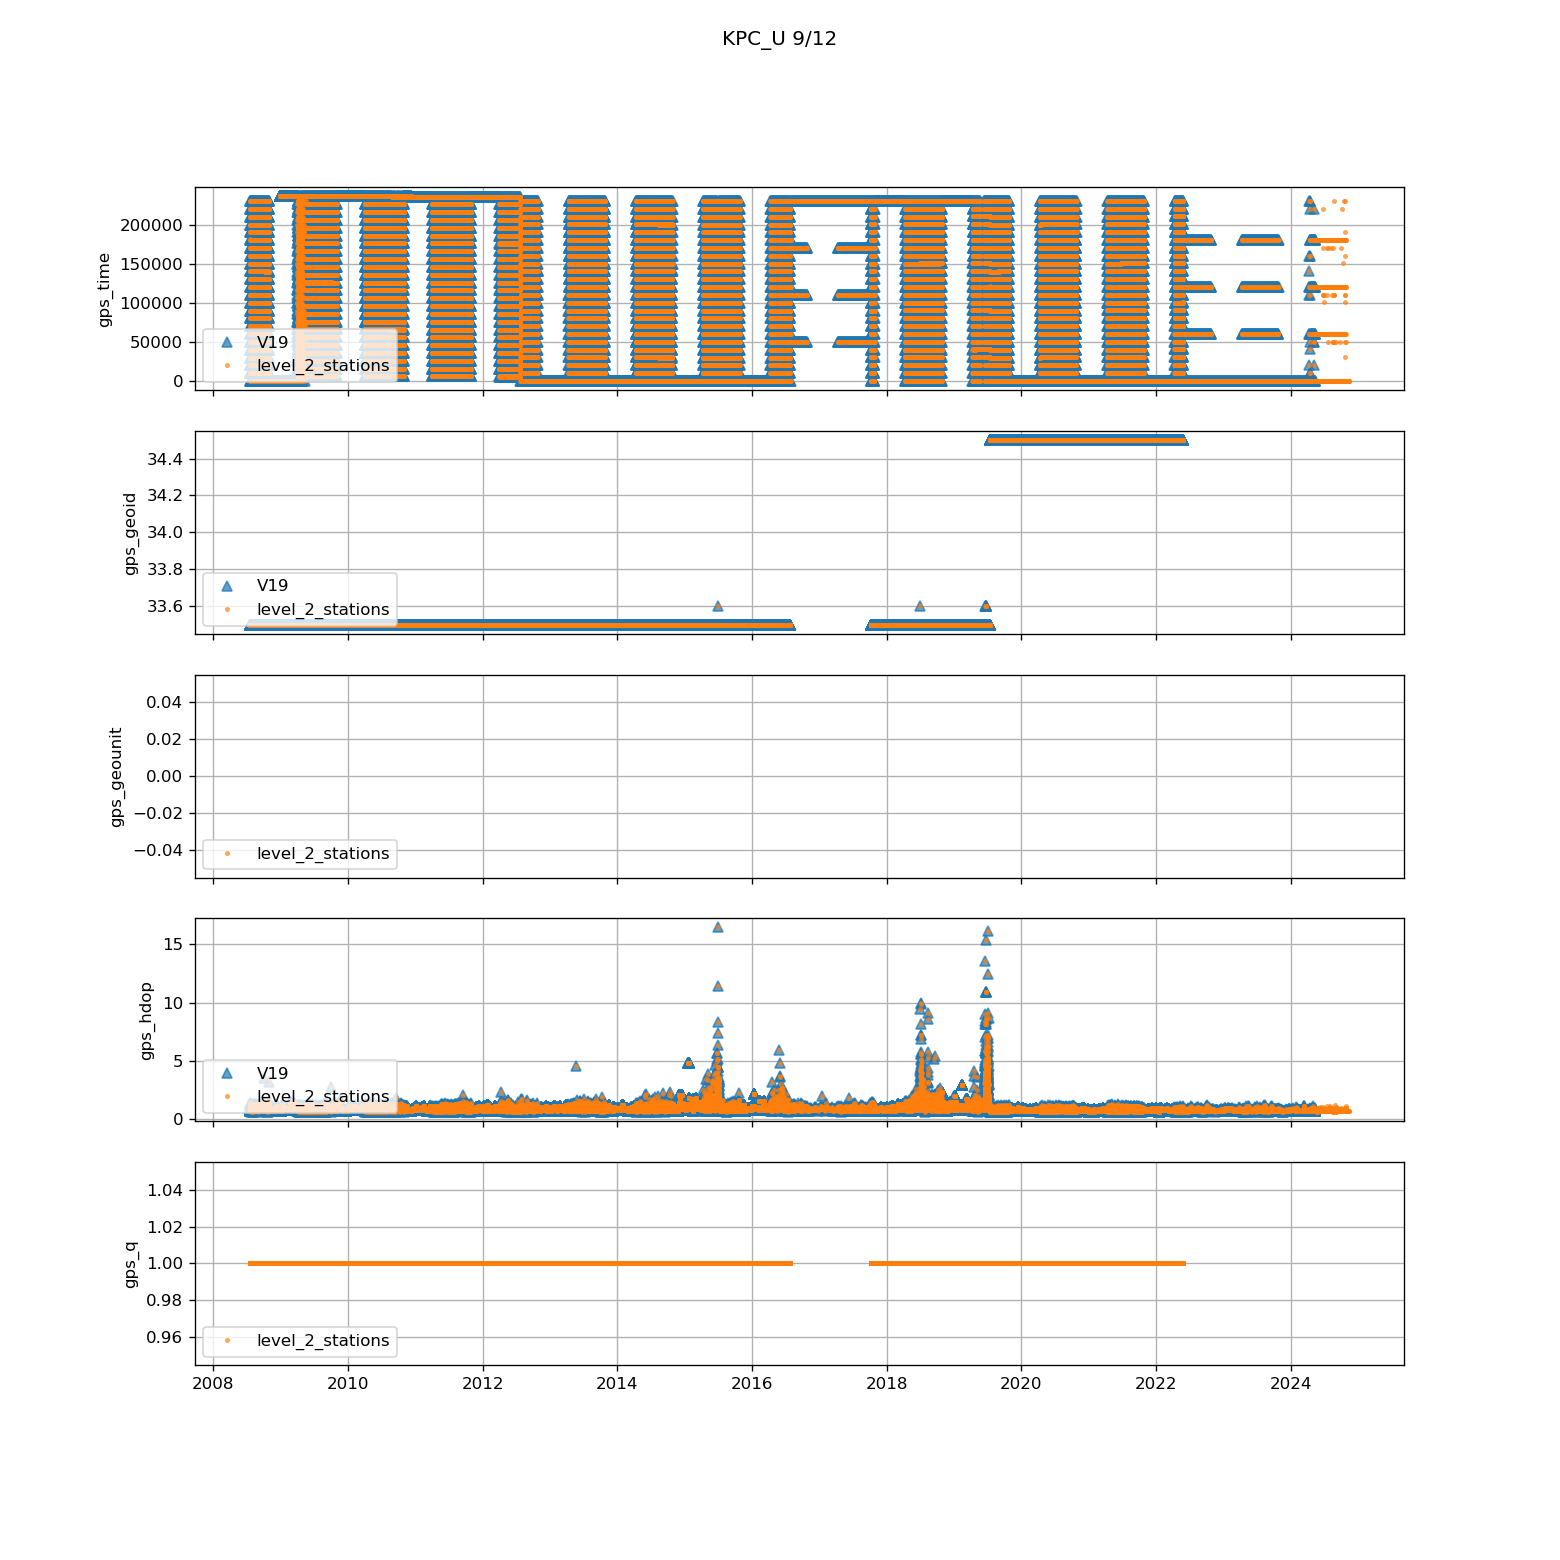 KPC_U 9/12
gps_time
200000
150000
100000
50000
0
V19
level_2_stations
gps_geoid
34.4
34.2
34.0
33.8
33.6
V19
level_2_stations
gps_geounit
0.04
0.02
0.00
−0.02
−0.04
level_2_stations
gps_hdop
15
10
5
0
V19
level_2_stations
gps_q
1.04
1.02
1.00
0.98
0.96
level_2_stations
2008 2010 2012 2014 2016 2018 2020 2022 2024